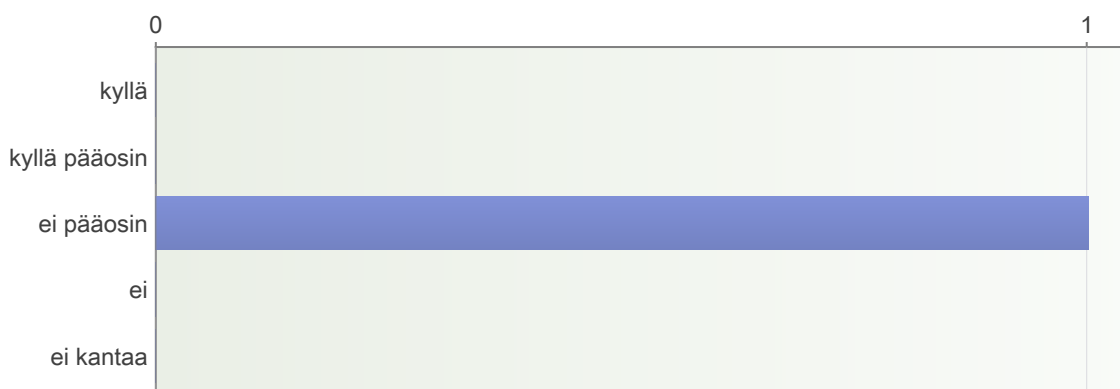 0 1
kyllä
kyllä pääosin
ei pääosin
ei
ei kantaa